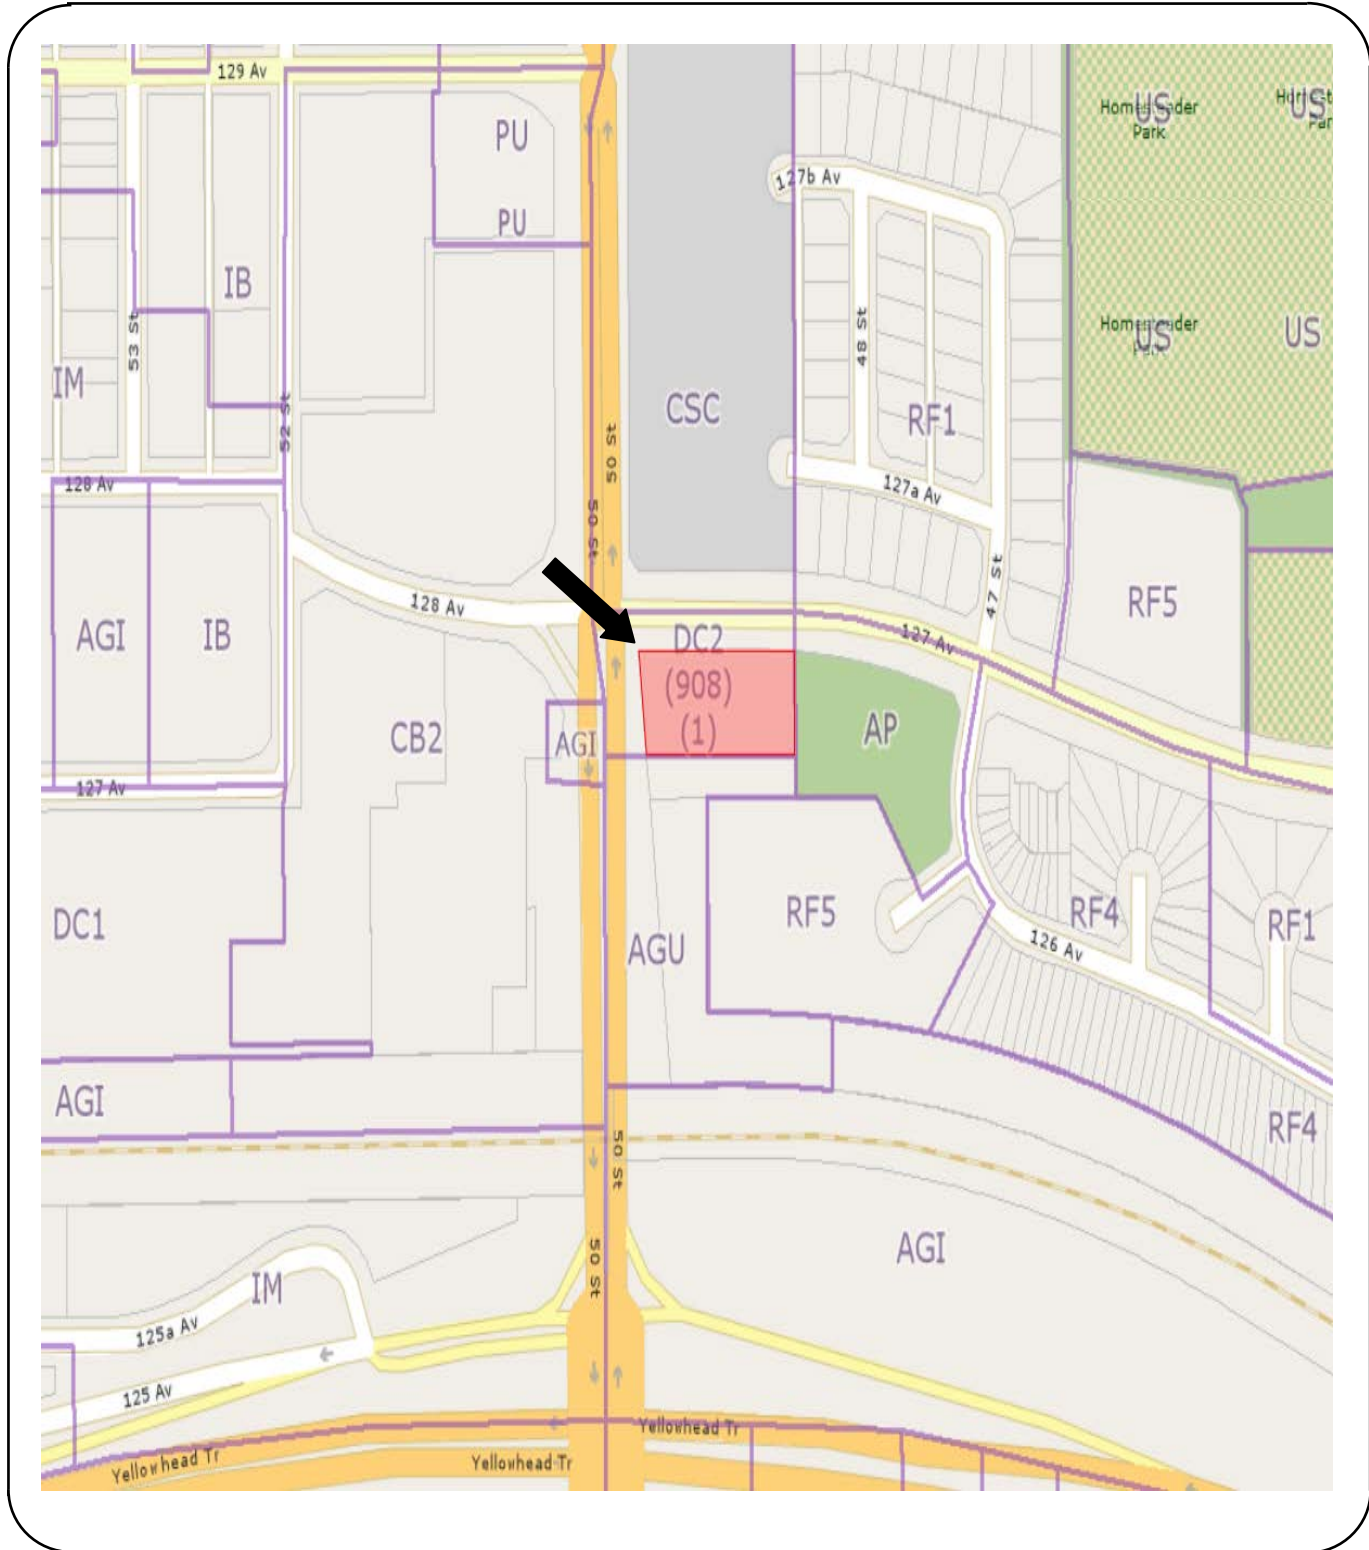 129 Av
PU
Homesteader
Park
US
US
127b Av
PU
IB
53 St
48 St
Homesteader
Park
US
US
IM
52 St
CSC
RF1
50 St
128 Av
127a Av
50 St
47 St
128 Av
RF5
AGI
IB
DC2
(908)
(1)
127 Av
CB2
AGI
AP
127 Av
DC1
AGU
RF5
RF4
RF1
126 Av
AGI
RF4
50 St
AGI
50 St
IM
125a Av
125 Av
Yellowhead Tr
Yellowhead Tr
Yellowhead Tr